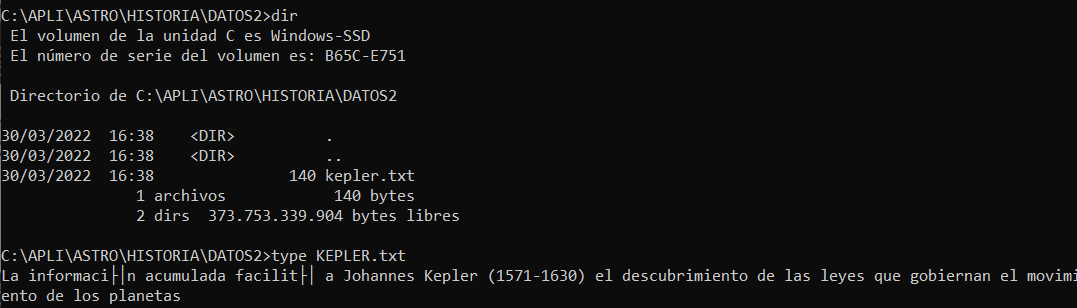 C:\APLI\ASTRO\HISTORIA\DATOS2>dir
El volumen de la unidad C es Windows-SSD
El número de serie del volumen es: B65C-E751
Directorio de C:\APLI\ASTRO\HISTORIA\DATOS2
30/03/2022  16:38    <DIR>          .
30/03/2022  16:38    <DIR>          ..
30/03/2022  16:38               140 kepler.txt
1 archivos            140 bytes
2 dirs  373.753.339.904 bytes libres
C:\APLI\ASTRO\HISTORIA\DATOS2>type KEPLER.txt
La informaci├│n acumulada facilit├│ a Johannes Kepler (1571-1630) el descubrimiento de las leyes que gobiernan el movimi
ento de los planetas